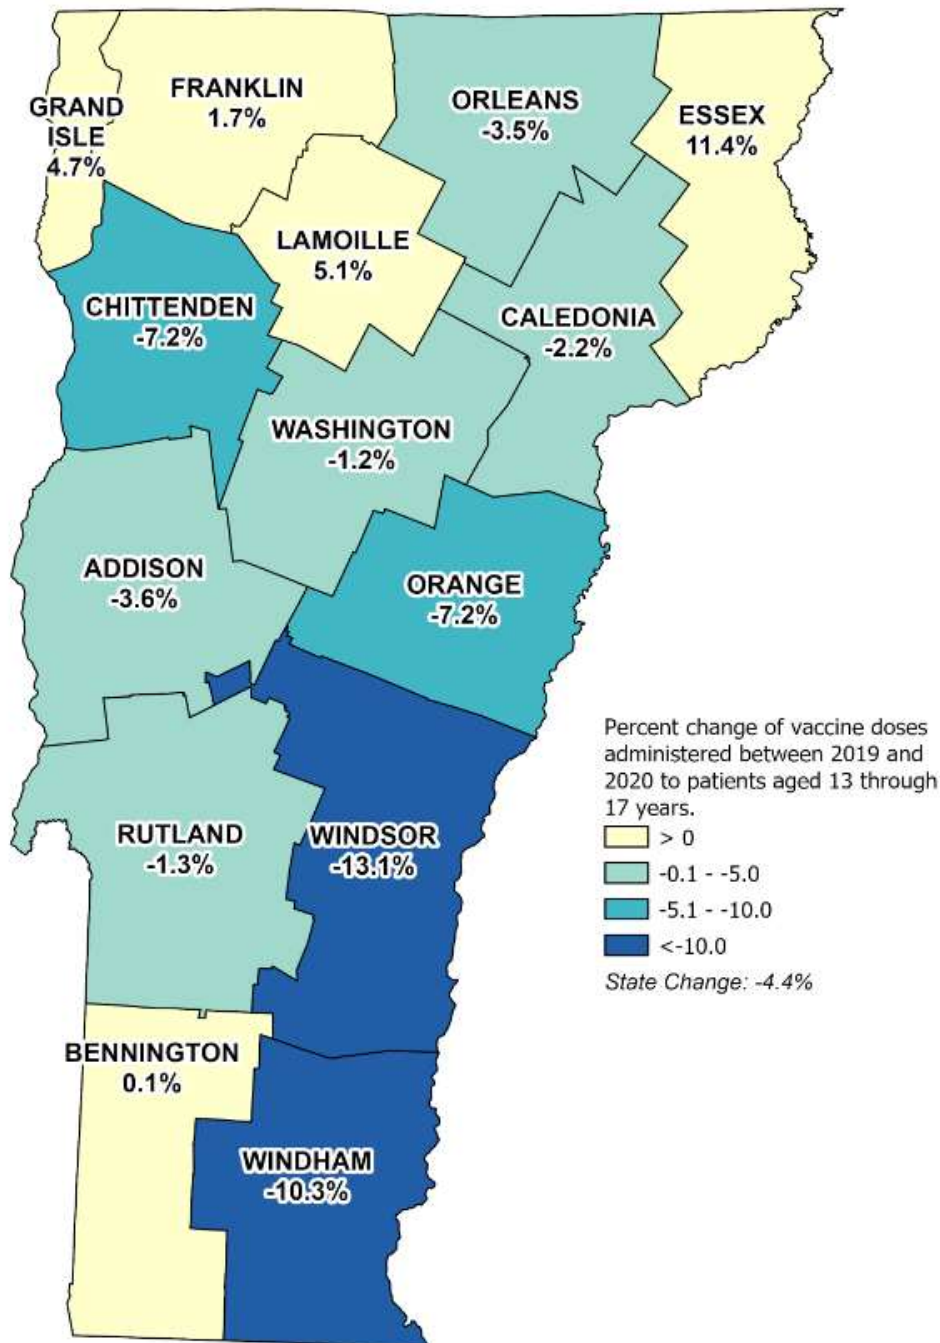 FRANKLIN
1.7%
GRAND
ISLE
4.7%
ORLEANS
-3.5%
ESSEX
11.4%
LAMOILLE
5.1%
CHITTENDEN
-7.2%
CALEDONIA
-2.2%
WASHINGTON
-1.2%
ADDISON
-3.6%
ORANGE
-7.2%
RUTLAND
-1.3%
WINDSOR
-13.1%
BENNINGTON
0.1%
WINDHAM
-10.3%
Percent change of vaccine doses
administered between 2019 and
2020 to patients aged 13 through
17 years.
> 0
-0.1 - -5.0
-5.1 - -10.0
<-10.0
State Change: -4.4%